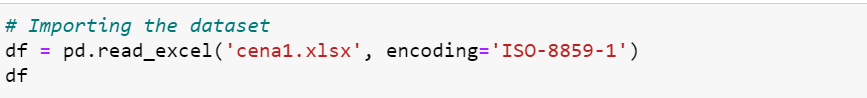 # Importing the dataset
df = pd.read_excel('cena1.xlsx', encoding='ISO-8859-1')
df